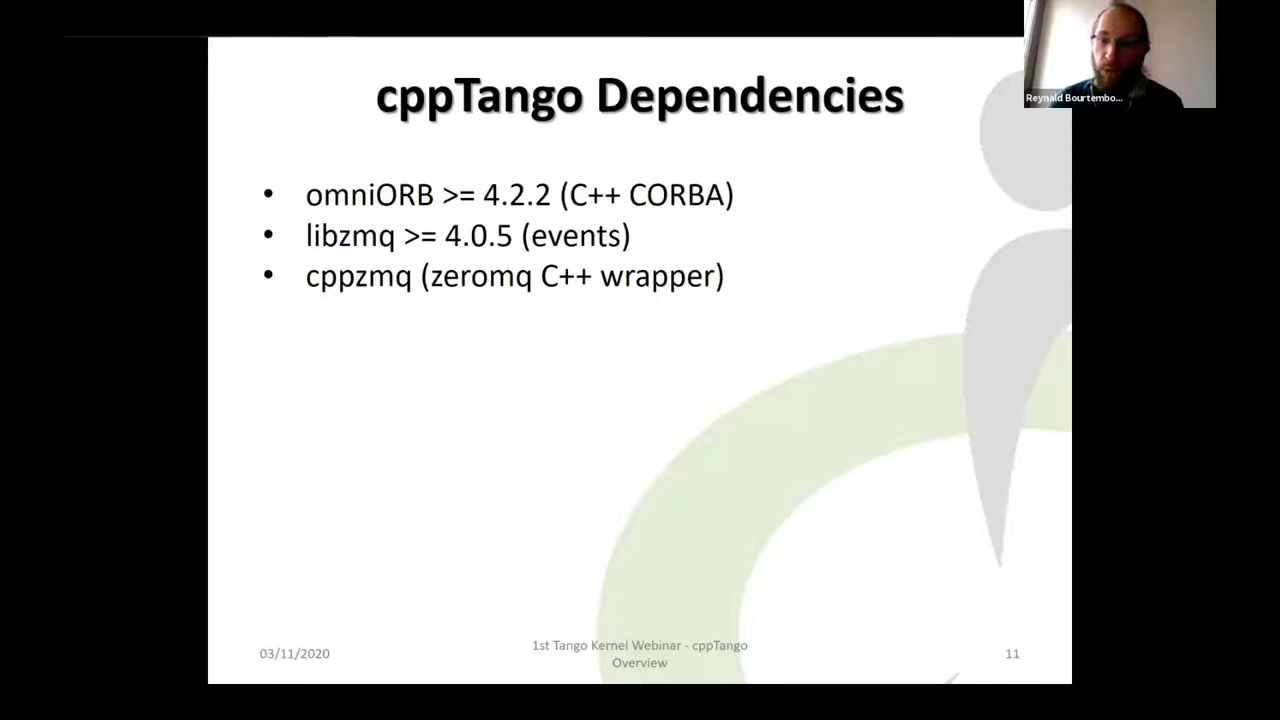 cppTango Dependencies
Reynald Bourtembo...
• omniORB >= 4.2.2 (C++ CORBA)
• libzmq >= 4.0.5 (events)
• cppzmq (zeromq C++ wrapper)
03/11/2020
1st Tango Kernel Webinar - cppTango
Overview
11